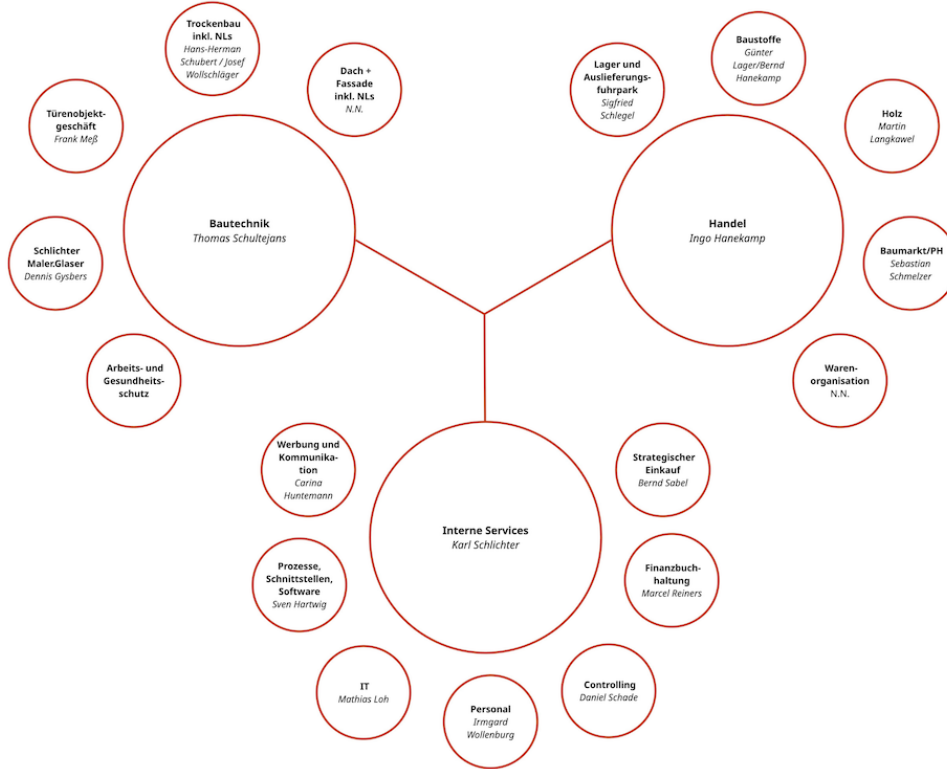 Trockenbau
inkl. NLs
Hans-Herman
Schubert / Josef
Wollschläger
Dach +
Fassade
inkl. NLs
N.N.
Türenobjekt-
geschäft
Frank Meß
Bautechnik
Thomas Schultejans
Schlichter
Maler.Glaser
Dennis Gysbers
Arbeits- und
Gesundheits-
schutz
Lager und
Auslieferungs-
fuhrpark
Sigfried
Schlegel
Baustoffe
Günter
Lager/Bernd
Hanekamp
Holz
Martin
Langkawel
Handel
Ingo Hanekamp
Baumarkt/PH
Sebastian
Schmelzer
Waren-
organisation
N.N.
Werbung und
Kommunika-
tion
Carina
Huntemann
Strategischer
Einkauf
Bernd Sabel
Interne Services
Karl Schlichter
Prozesse,
Schnittstellen,
Software
Sven Hartwig
Finanzbuch-
haltung
Marcel Reiners
IT
Mathias Loh
Personal
Irmgard
Wollenburg
Controlling
Daniel Schade